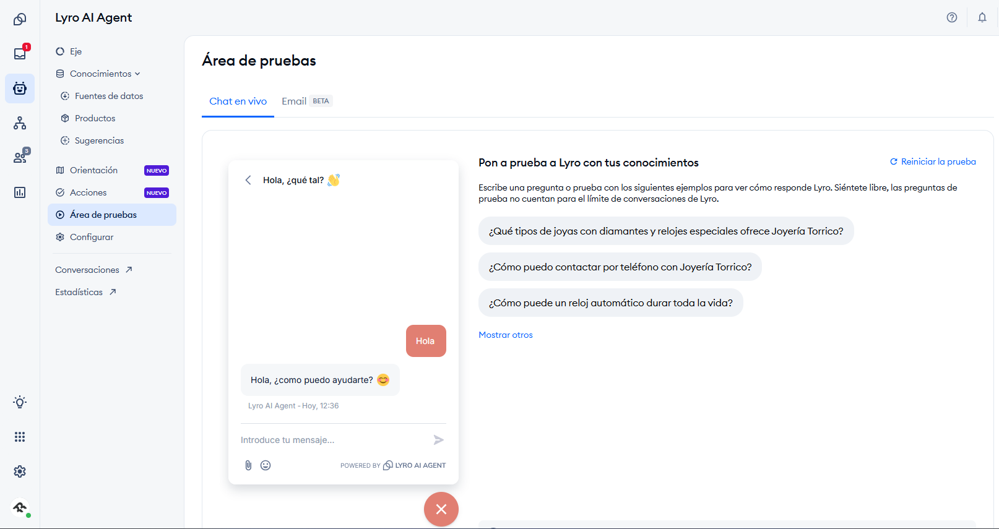 Lyro AI Agent
1
3
Eje
Conocimientos
Fuentes de datos
Productos
Sugerencias
Orientación NUEVO
Acciones NUEVO
Área de pruebas
Configurar
Conversaciones
Estadísticas
Área de pruebas
Chat en vivo Email BETA
Hola, ¿qué tal? 👋
Hola
Hola, ¿como puedo ayudarte? 😊
Lyro AI Agent - Hoy, 12:36
Introduce tu mensaje...
POWERED BY LYRO AI AGENT
Pon a prueba a Lyro con tus conocimientos
Reiniciar la prueba
Escribe una pregunta o prueba con los siguientes ejemplos para ver cómo responde Lyro. Siéntete libre, las preguntas de
prueba no cuentan para el límite de conversaciones de Lyro.
¿Qué tipos de joyas con diamantes y relojes especiales ofrece Joyería Torrico?
¿Cómo puedo contactar por teléfono con Joyería Torrico?
¿Cómo puede un reloj automático durar toda la vida?
Mostrar otros